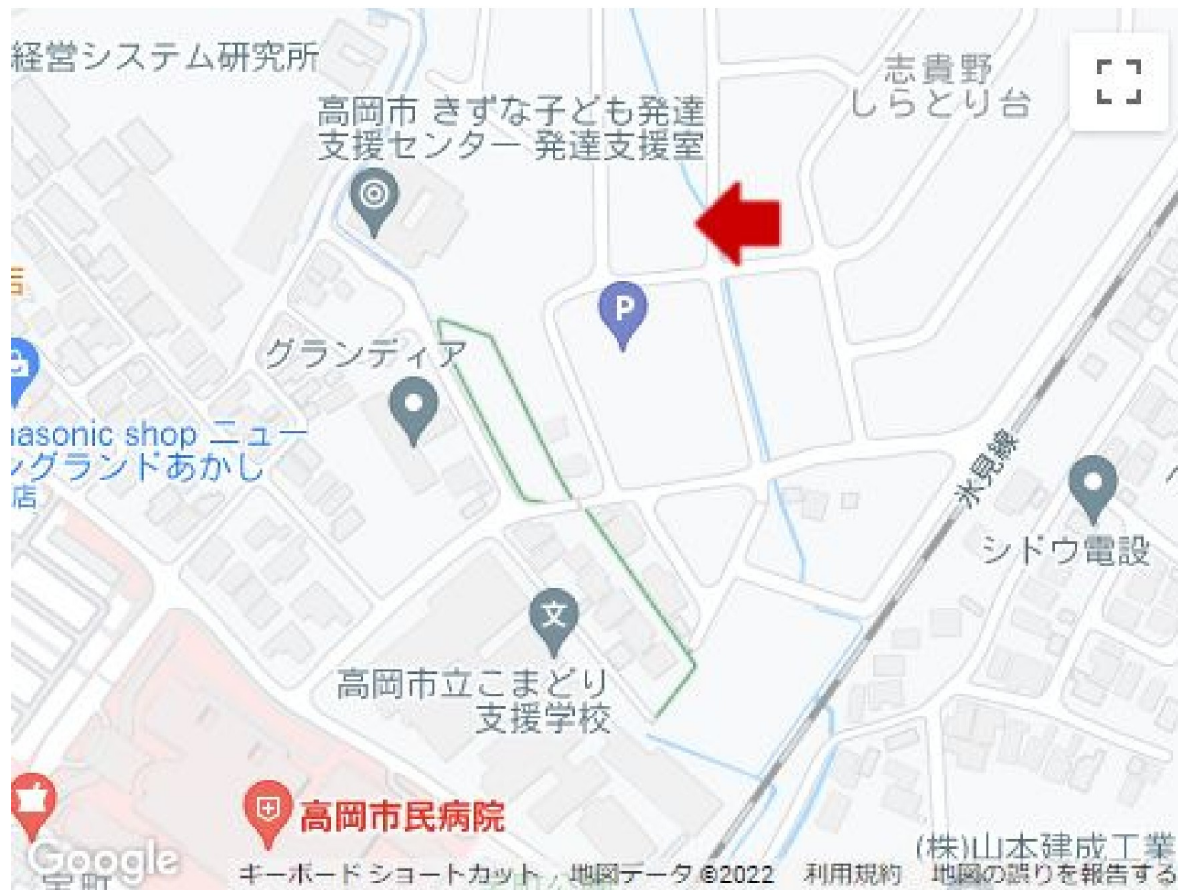 経営システム研究所
志貴野
しらとり台
高岡市 きずな子ども発達
支援センター 発達支援室
店
P
グランディア
nasonic shop ニュー
ングランドあかし
店
氷見線
シドウ電設
文
高岡市立こまどり
支援学校
高岡市民病院
(株)山本建成工業
Google
キーボード ショートカット
地図データ ©2022
利用規約
地図の誤りを報告する